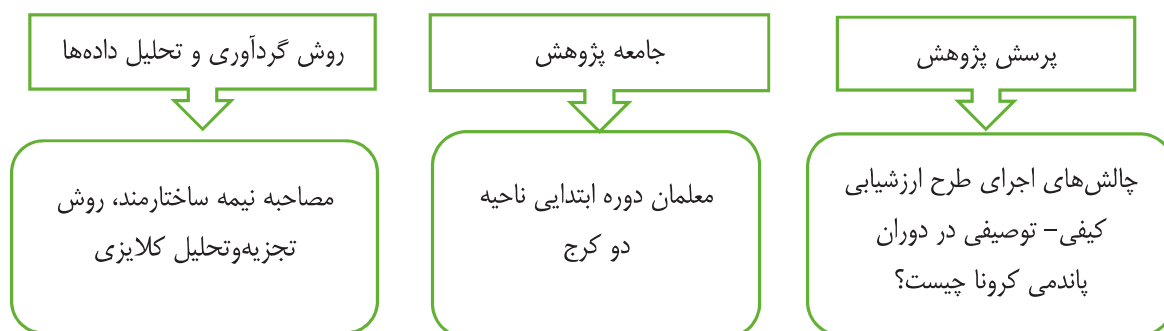 پرسش پژوهش
چالش‌های اجرای طرح ارزشیابی
کیفی- توصیفی در دوران
پاندمی کرونا چیست؟
جامعه پژوهش
معلمان دوره ابتدایی ناحیه
دو کرج
روش گردآوری و تحلیل داده‌ها
مصاحبه نیمه ساختارمند، روش
تجزیه‌وتحلیل کلایزی